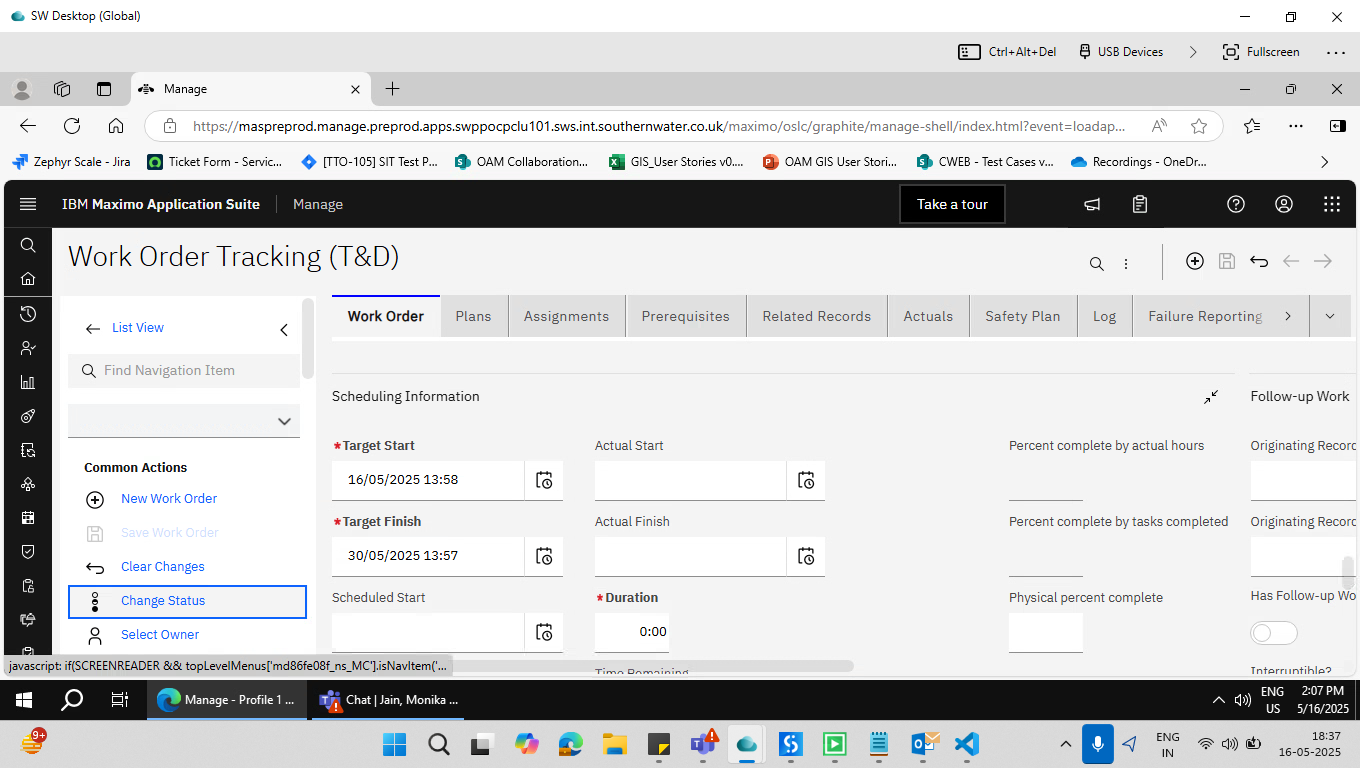 SW Desktop (Global)
Ctrl+Alt+Del
USB Devices
Fullscreen
Manage
https://maspreprod.manage.preprod.apps.swppocpclu101.sws.int.southernwater.co.uk/maximo/oslc/graphite/manage-shell/index.html?event=loadap...
Zephyr Scale - Jira
Ticket Form - Servic...
[TTO-105] SIT Test P...
OAM Collaboration...
GIS_User Stories v0....
OAM GIS User Stori...
CWEB - Test Cases v...
Recordings - OneDr...
IBM Maximo Application Suite
Manage
Take a tour
Work Order Tracking (T&D)
List View
Find Navigation Item
Common Actions
New Work Order
Save Work Order
Clear Changes
Change Status
Select Owner
Work Order
Plans
Assignments
Prerequisites
Related Records
Actuals
Safety Plan
Log
Failure Reporting
Scheduling Information
Follow-up Work
*Target Start
Actual Start
Percent complete by actual hours
Originating Recorc
16/05/2025 13:58
*Target Finish
Actual Finish
Percent complete by tasks completed
Originating Recorc
30/05/2025 13:57
Scheduled Start
*Duration
Physical percent complete
Has Follow-up Wo
0:00
Time Remaining
Interruptible?
javascript: if(SCREENREADER && topLevelMenus['md86fe08f_ns_MC'].isNavItem('...
Manage - Profile 1 ...
Chat | Jain, Monika ...
ENG
US
2:07 PM
5/16/2025
9+
ENG
IN
18:37
16-05-2025